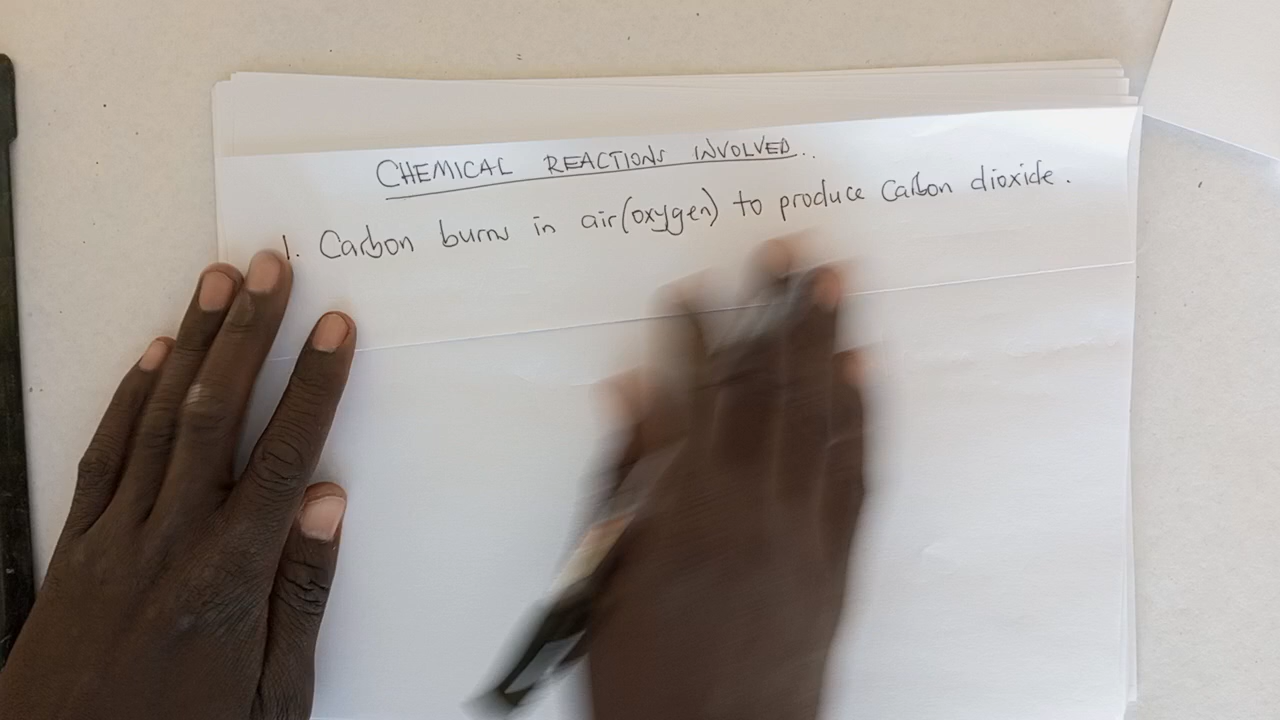 CHEMICAL REACTIONS INVOLVED..
1. Carbon burns in air(oxygen) to produce Carbon dioxide.